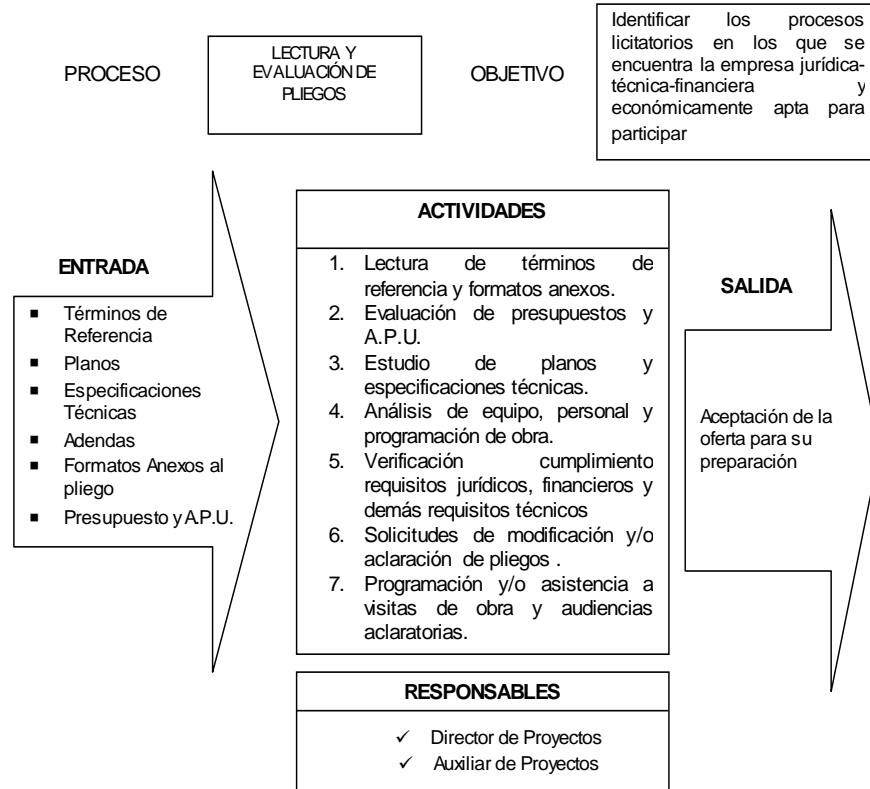 PROCESO
LECTURA Y
EVALUACIÓN DE
PLIEGOS
OBJETIVO
Identificar los procesos
licitatorios en los que se
encuentra la empresa jurídica-
técnica-financiera y
económicamente apta para
participar
ENTRADA
▪ Términos de
Referencia
▪ Planos
▪ Especificaciones
Técnicas
▪ Adendas
▪ Formatos Anexos al
pliego
▪ Presupuesto y A.P.U.
ACTIVIDADES
1. Lectura de términos de
referencia y formatos anexos.
2. Evaluación de presupuestos y
A.P.U.
3. Estudio de planos y
especificaciones técnicas.
4. Análisis de equipo, personal y
programación de obra.
5. Verificación cumplimiento
requisitos jurídicos, financieros y
demás requisitos técnicos
6. Solicitudes de modificación y/o
aclaración de pliegos .
7. Programación y/o asistencia a
visitas de obra y audiencias
aclaratorias.
SALIDA
Aceptación de la
oferta para su
preparación
RESPONSABLES
✓ Director de Proyectos
✓ Auxiliar de Proyectos